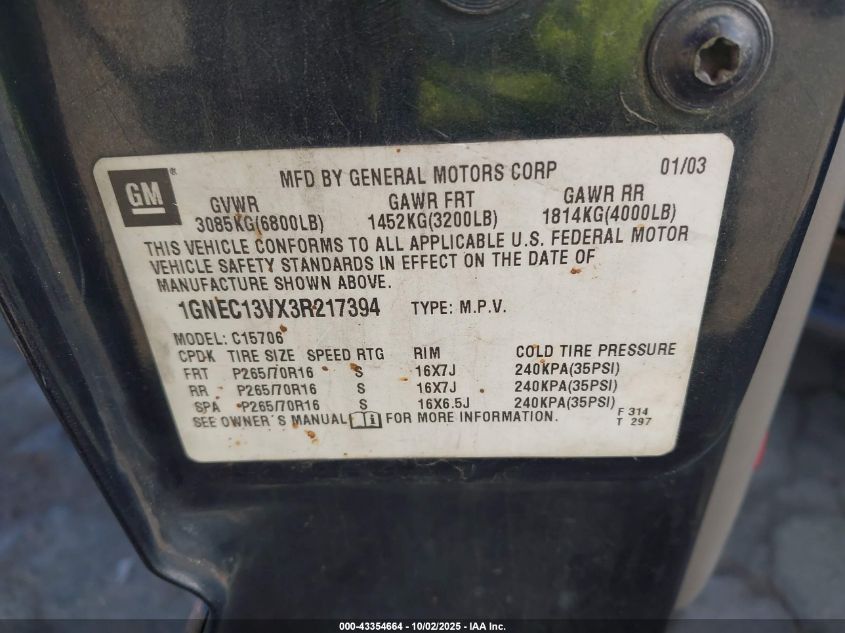 GM ®
MFD BY GENERAL MOTORS CORP 01/03
GVWR GAWR FRT GAWR RR
3085KG(6800LB) 1452KG(3200LB) 1814KG(4000LB)
THIS VEHICLE CONFORMS TO ALL APPLICABLE U.S. FEDERAL MOTOR
VEHICLE SAFETY STANDARDS IN EFFECT ON THE DATE OF
MANUFACTURE SHOWN ABOVE.
1GNEC13VX3R217394 TYPE: M.P.V.
MODEL: C15706
CPDK TIRE SIZE SPEED RTG RIM COLD TIRE PRESSURE
FRT P265/70R16 S 16X7J 240KPA(35PSI)
RR P265/70R16 S 16X7J 240KPA(35PSI)
SPA P265/70R16 S 16X6.5J 240KPA(35PSI)
SEE OWNER'S MANUAL i FOR MORE INFORMATION.
F 314
T 297
000-43354664 - 10/02/2025 - IAA Inc.